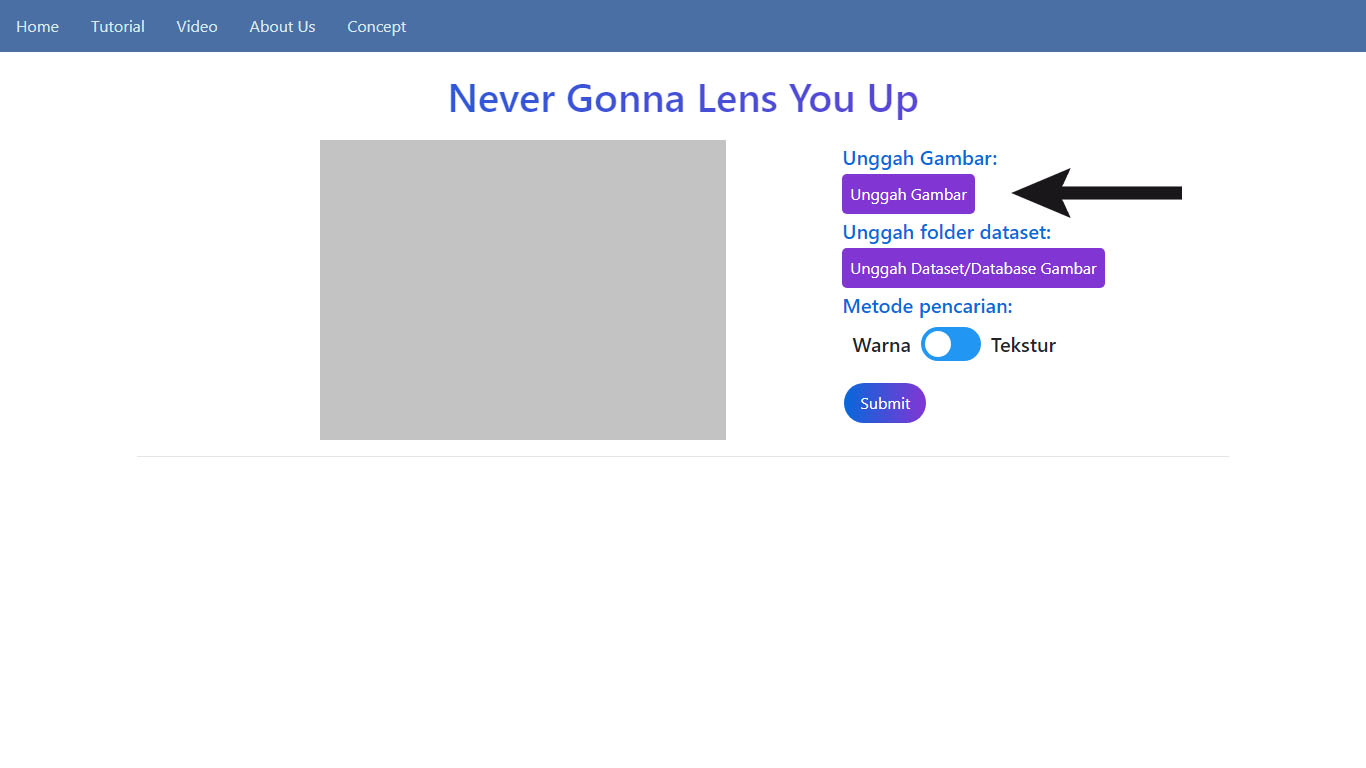 Home Tutorial Video About Us Concept
Never Gonna Lens You Up
Unggah Gambar:
Unggah Gambar
Unggah folder dataset:
Unggah Dataset/Database Gambar
Metode pencarian:
Warna Tekstur
Submit